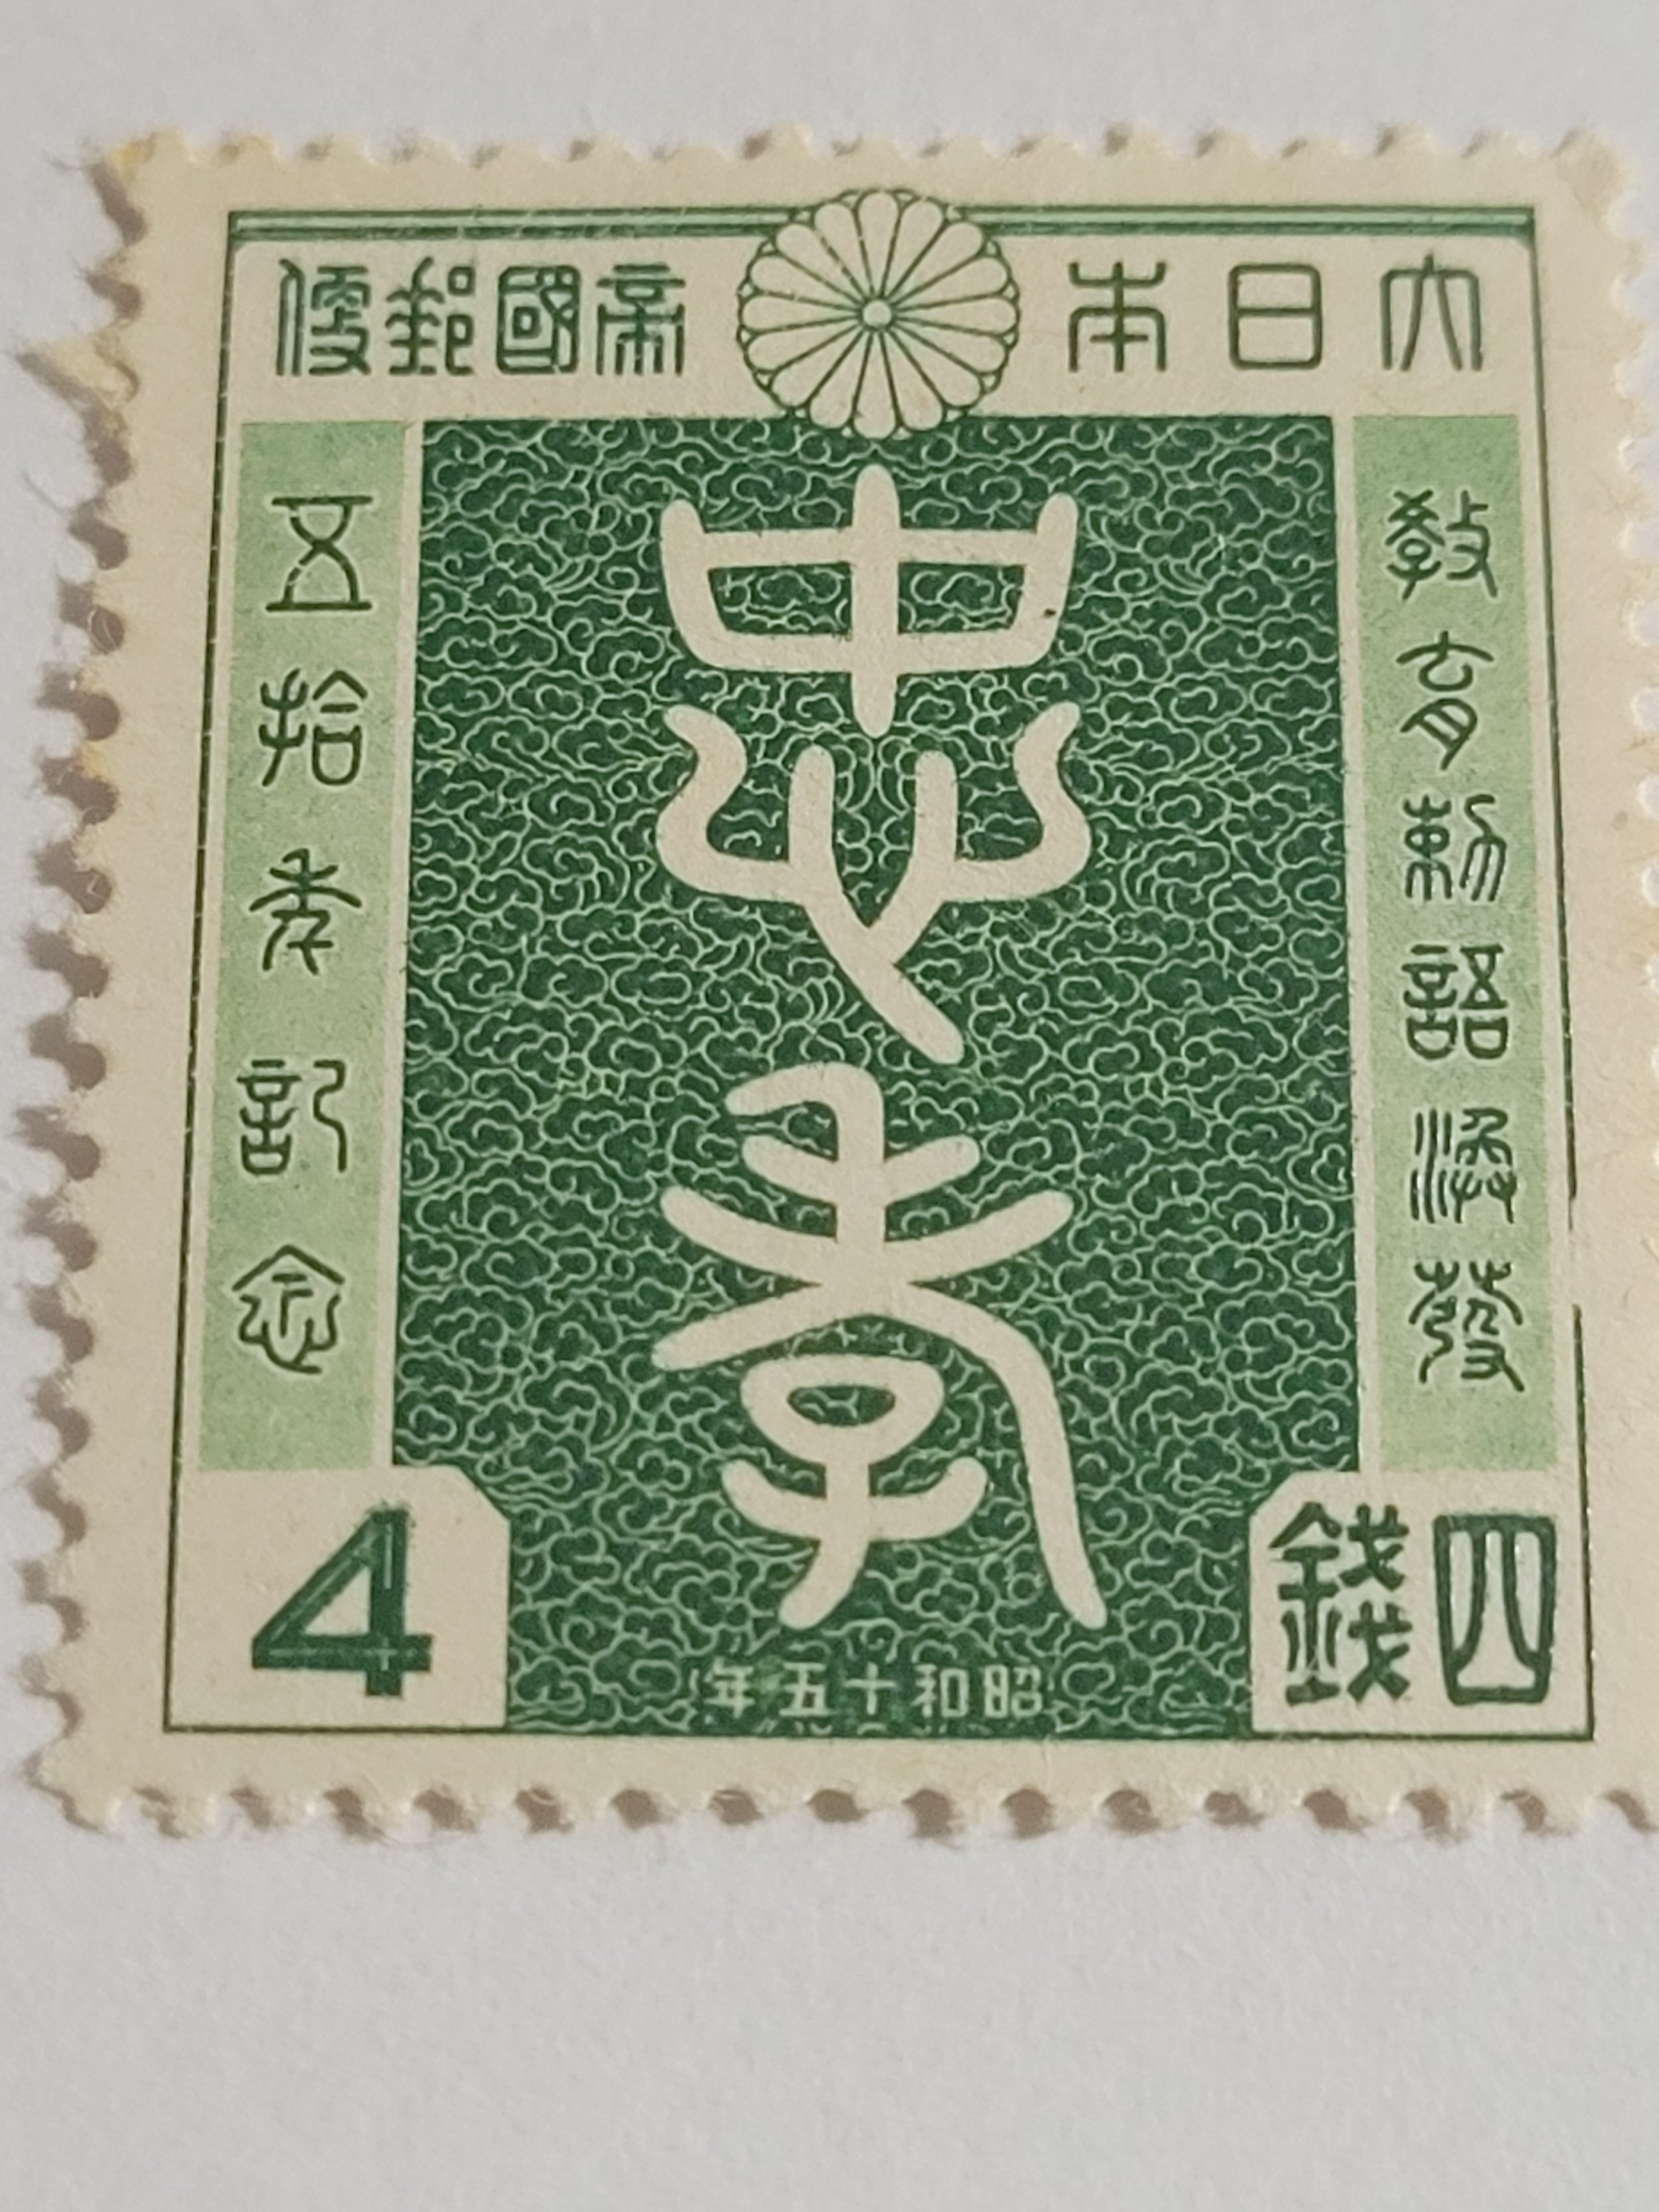 大日本帝國郵便
教育勅語渙発
五拾年記念
忠孝
昭和十五年
四錢
4